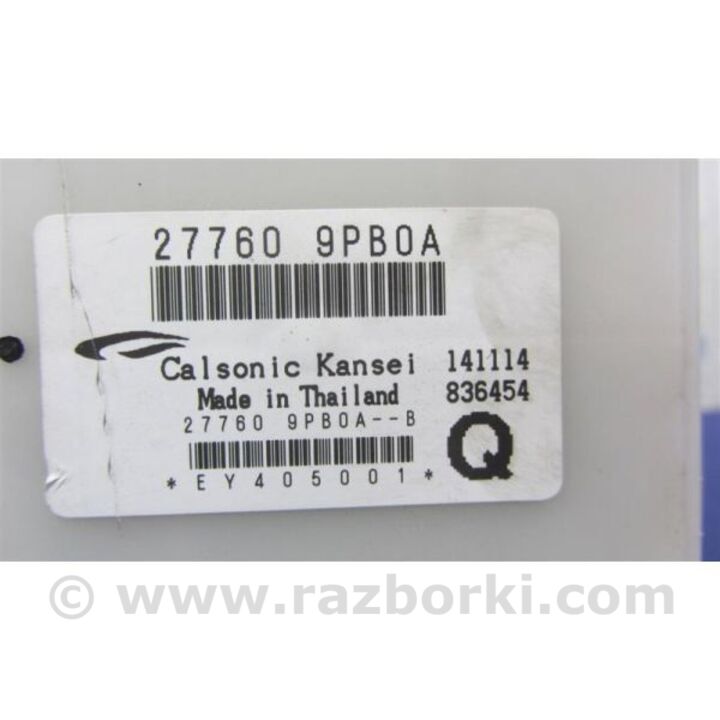 27760 9PB0A
Calsonic Kansei 141114
Made in Thailand 836454
27760 9PB0A--B
Q
*EY405001*
© www.razborki.com